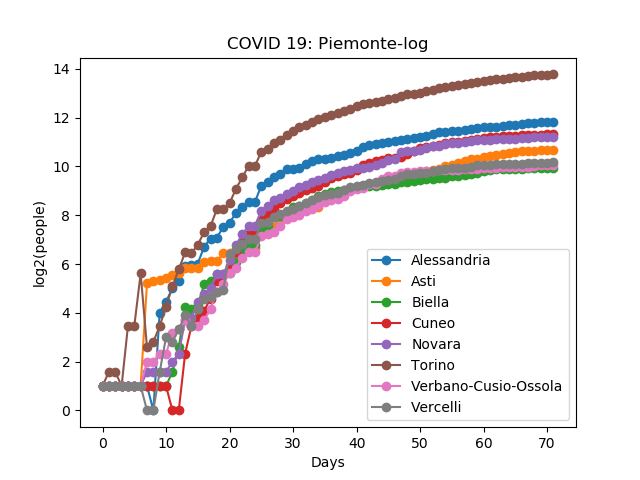 COVID 19: Piemonte-log
log2(people)
14
12
10
8
6
4
2
0
0 10 20 30 40 50 60 70
Days
Alessandria
Asti
Biella
Cuneo
Novara
Torino
Verbano-Cusio-Ossola
Vercelli